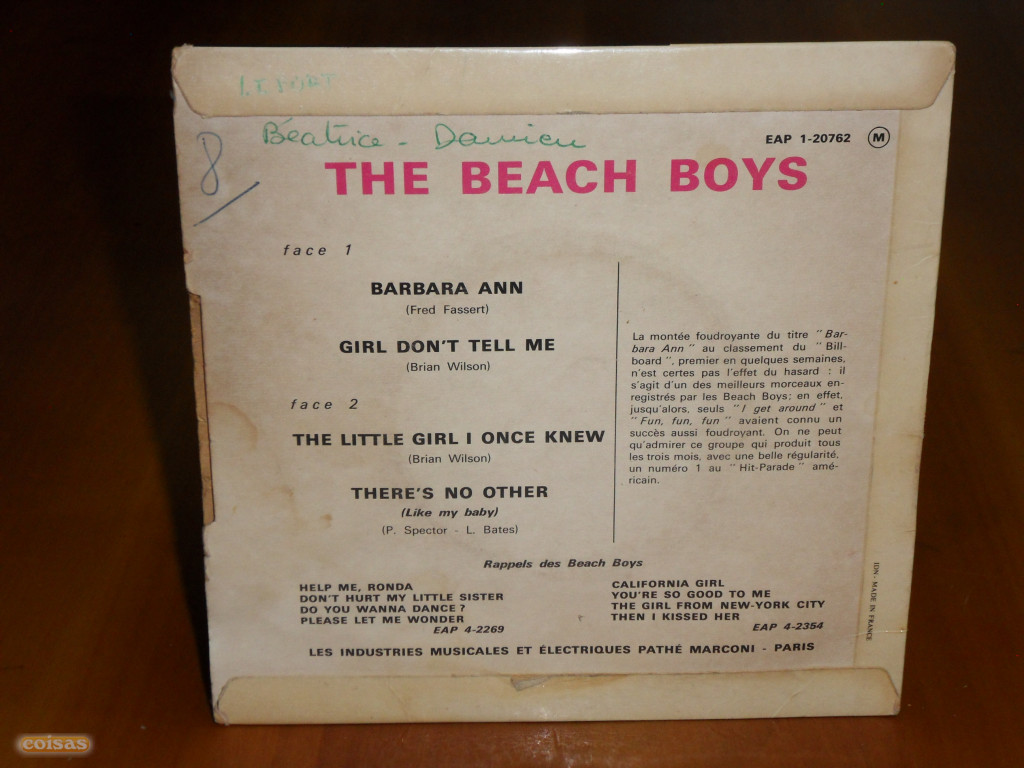 Béatrice - Damien
8
EAP 1-20762 M
THE BEACH BOYS
face 1
BARBARA ANN
(Fred Fassert)
GIRL DON'T TELL ME
(Brian Wilson)
face 2
THE LITTLE GIRL I ONCE KNEW
(Brian Wilson)
THERE'S NO OTHER
(Like my baby)
(P. Spector - L. Bates)
La montée foudroyante du titre "Bar-
bara Ann" au classement du "Bill-
board", premier en quelques semaines,
n'est certes pas l'effet du hasard : il
s'agit d'un des meilleurs morceaux en-
registrés par les Beach Boys; en effet,
jusqu'alors, seuls "I get around" et
"Fun, fun, fun" avaient connu un
succès aussi foudroyant. On ne peut
qu'admirer ce groupe qui produit tous
les trois mois, avec une belle régularité,
un numéro 1 au "Hit-Parade" amé-
ricain.
Rappels des Beach Boys
HELP ME, RONDA
DON'T HURT MY LITTLE SISTER
DO YOU WANNA DANCE ?
PLEASE LET ME WONDER
EAP 4-2269
CALIFORNIA GIRL
YOU'RE SO GOOD TO ME
THE GIRL FROM NEW-YORK CITY
THEN I KISSED HER
EAP 4-2354
LES INDUSTRIES MUSICALES ET ÉLECTRIQUES PATHÉ MARCONI - PARIS
IDN - MADE IN FRANCE
coisas